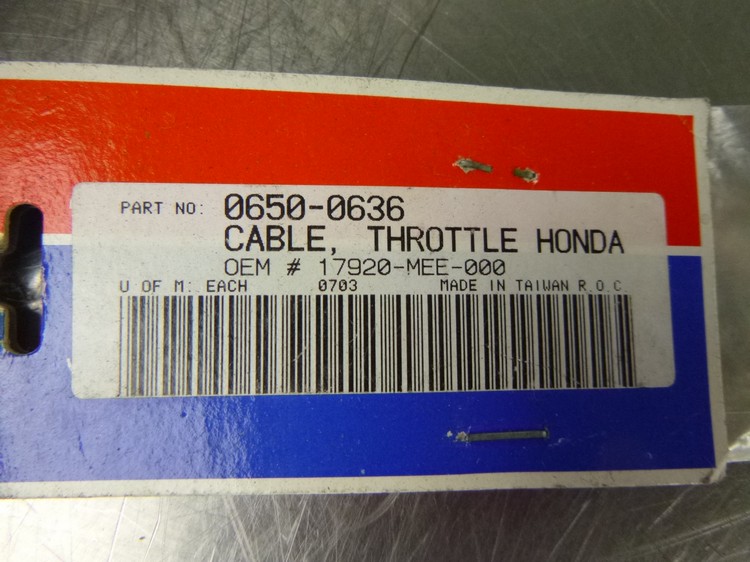 PART NO: 0650-0636
CABLE, THROTTLE HONDA
OEM # 17920-MEE-000
U OF M: EACH 0703 MADE IN TAIWAN R.O.C.